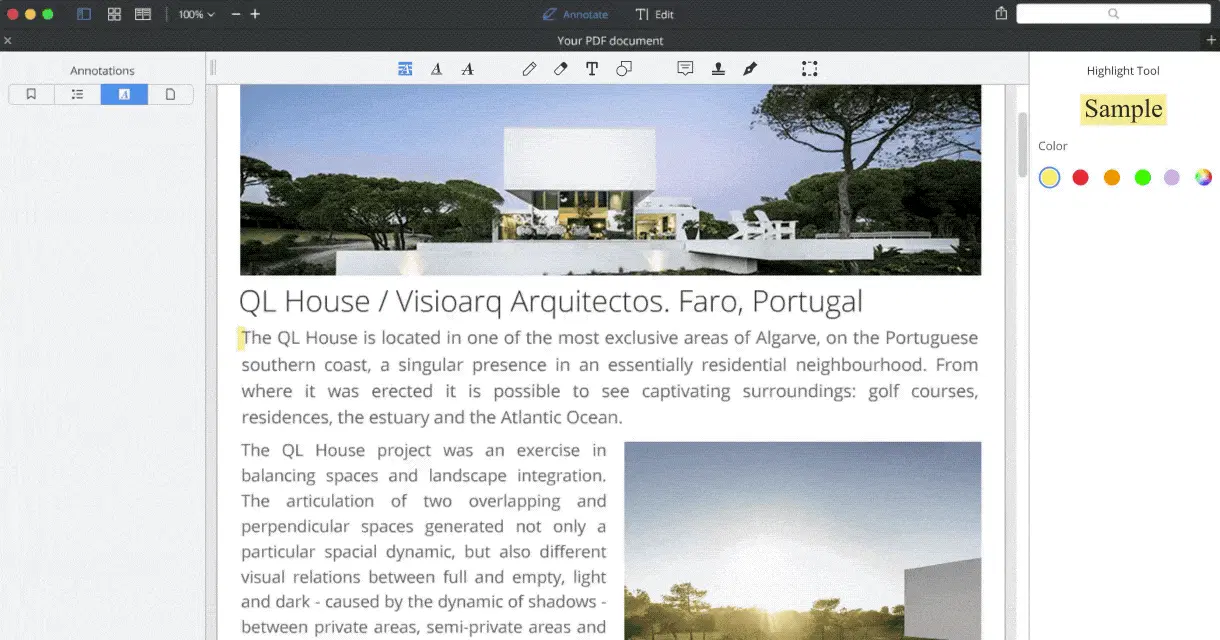 100%
Annotate
Edit
Your PDF document
Annotations
Highlight Tool
Sample
Color
QL House / Visioarq Arquitectos. Faro, Portugal
The QL House is located in one of the most exclusive areas of Algarve, on the Portuguese
southern coast, a singular presence in an essentially residential neighbourhood. From
where it was erected it is possible to see captivating surroundings: golf courses,
residences, the estuary and the Atlantic Ocean.
The QL House project was an exercise in
balancing spaces and landscape integration.
The articulation of two overlapping and
perpendicular spaces generated not only a
particular spacial dynamic, but also different
visual relations between full and empty, light
and dark - caused by the dynamic of shadows -
between private areas, semi-private areas and